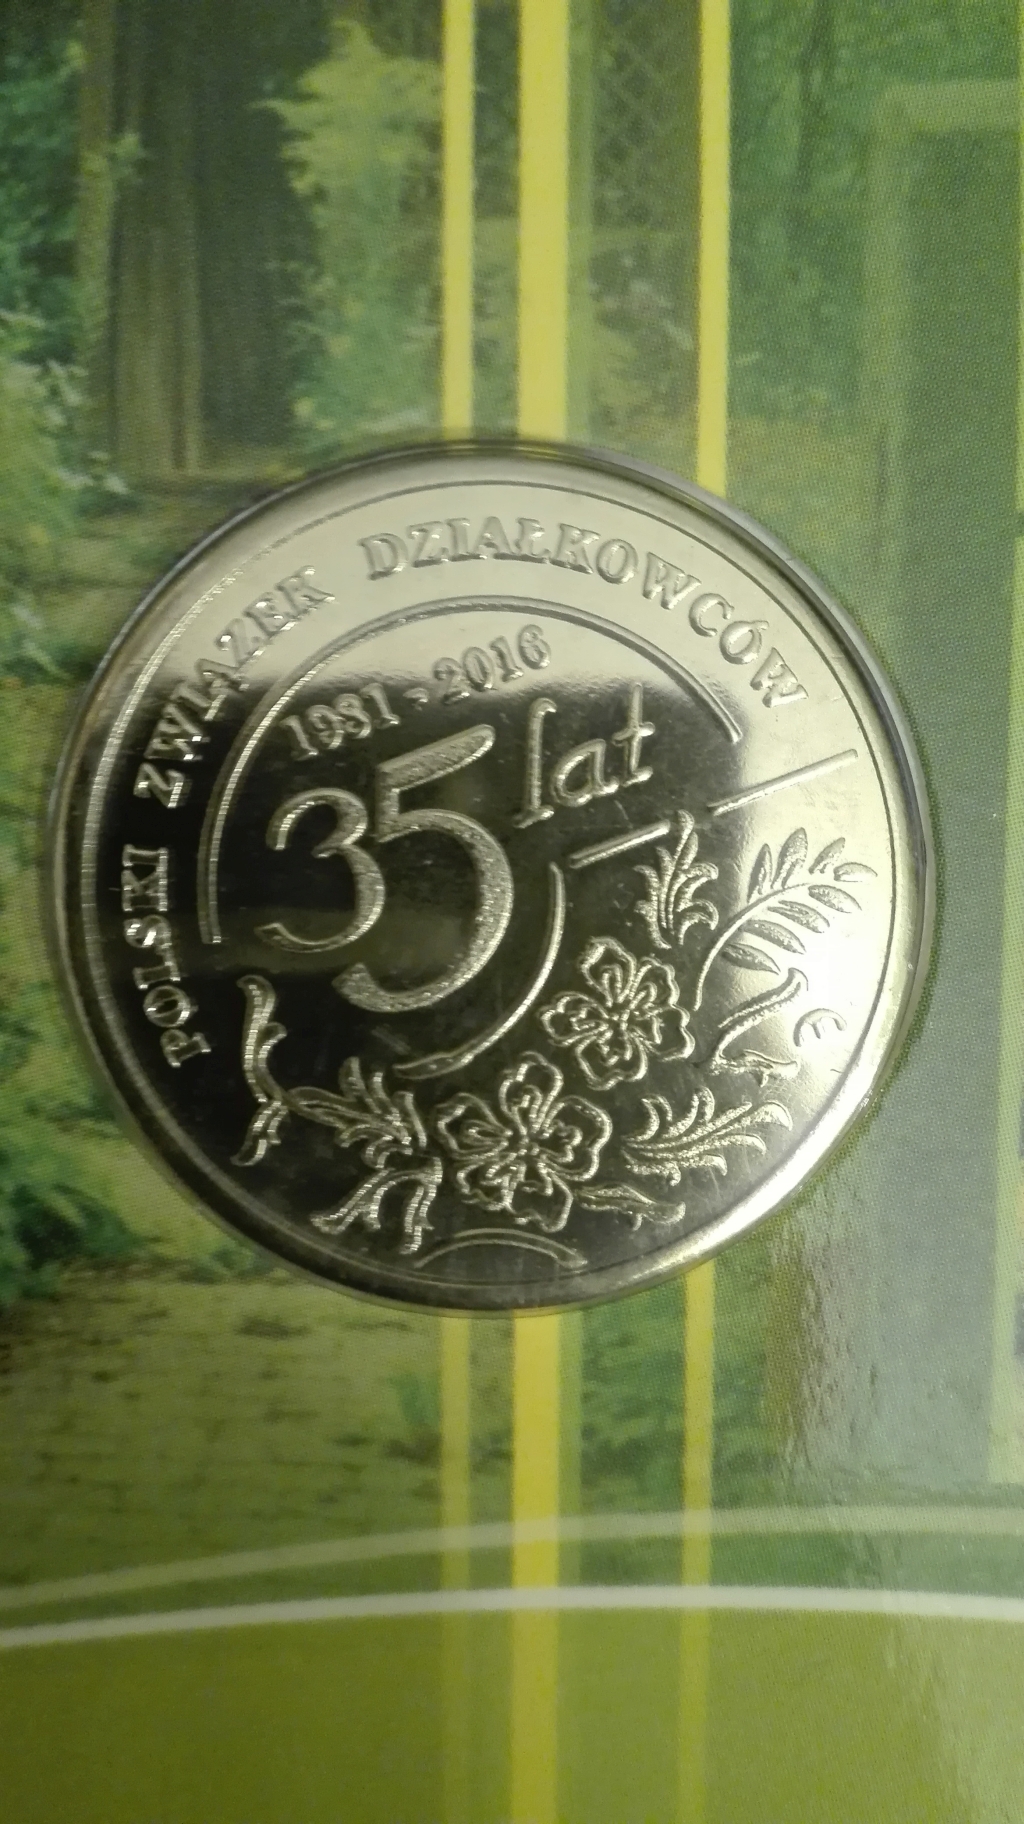 POLSKI ZWIĄZEK DZIAŁKOWCÓW
1981 - 2016
35 lat